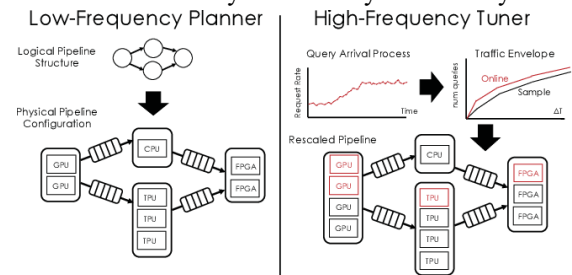 Low-Frequency Planner
Logical Pipeline
Structure
Physical Pipeline
Configuration
GPU
GPU
CPU
TPU
TPU
TPU
FPGA
FPGA
High-Frequency Tuner
Query Arrival Process
Request Rate
Time
Traffic Envelope
num queries
Online
Sample
ΔT
Rescaled Pipeline
GPU
GPU
GPU
GPU
CPU
TPU
TPU
TPU
TPU
FPGA
FPGA
FPGA